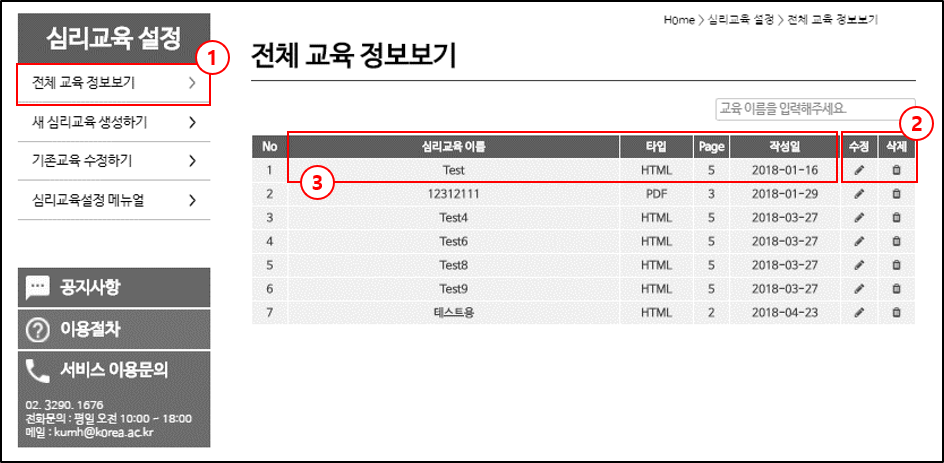 심리교육 설정
1
전체 교육 정보보기 >
새 심리교육 생성하기 >
기존교육 수정하기 >
심리교육설정 메뉴얼 >
공지사항
이용절차
서비스 이용문의
02. 3290. 1676
전화문의 : 평일 오전 10:00 ~ 18:00
메일 : kumh@korea.ac.kr
Home > 심리교육 설정 > 전체 교육 정보보기
전체 교육 정보보기
교육 이름을 입력해주세요.
2
No 심리교육 이름 타입 Page 작성일 수정 삭제
1 Test HTML 5 2018-01-16
3
2 12312111 PDF 3 2018-01-29
3 Test4 HTML 5 2018-03-27
4 Test6 HTML 5 2018-03-27
5 Test8 HTML 5 2018-03-27
6 Test9 HTML 5 2018-03-27
7 테스트용 HTML 2 2018-04-23